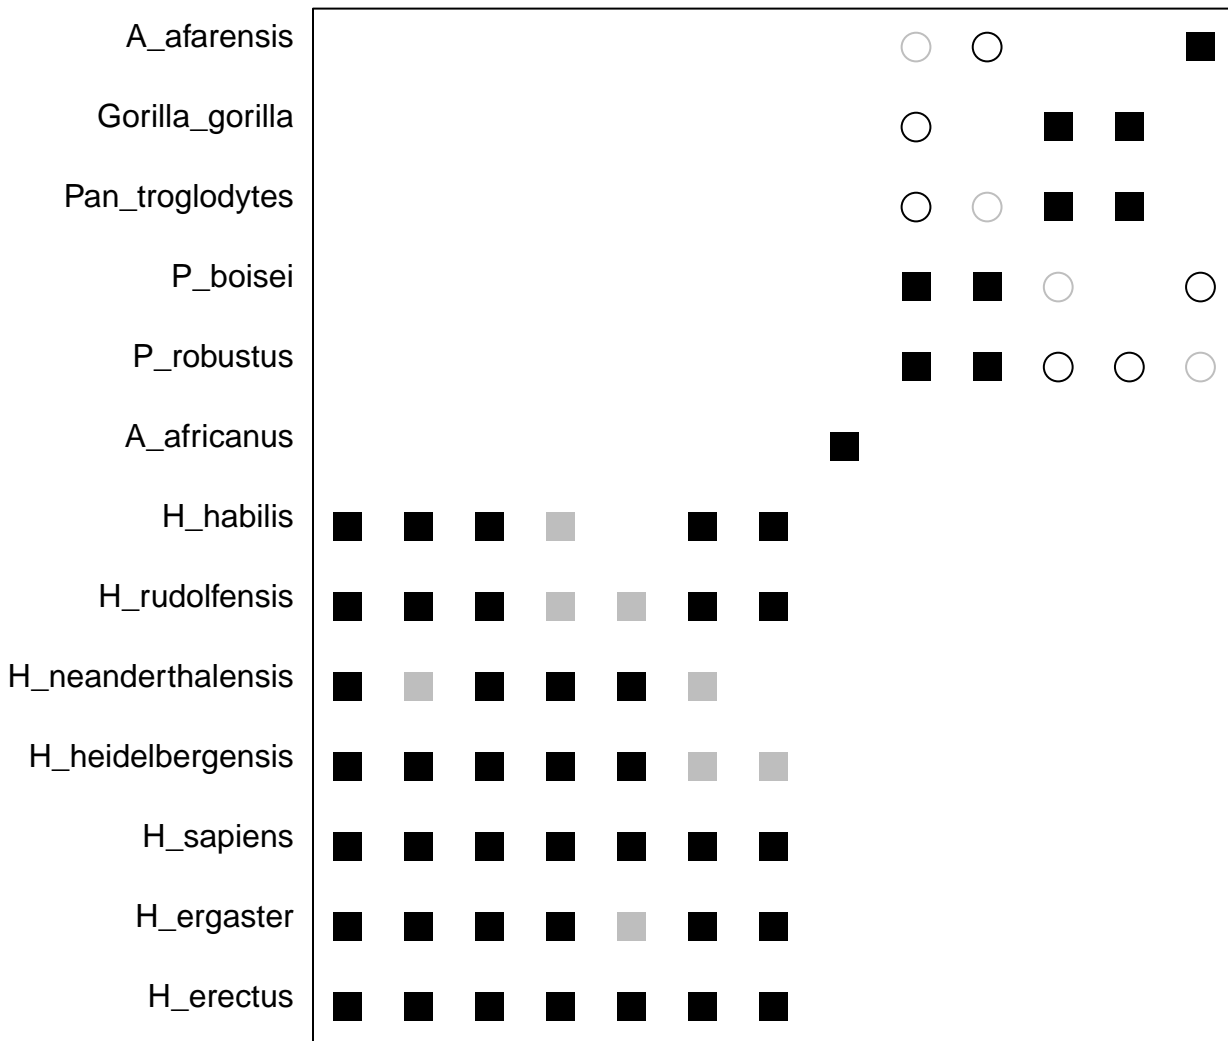 A_afarensis
Gorilla_gorilla
Pan_troglodytes
P_boisei
P_robustus
A_africanus
H_habilis
H_rudolfensis
H_neanderthalensis
H_heidelbergensis
H_sapiens
H_ergaster
H_erectus